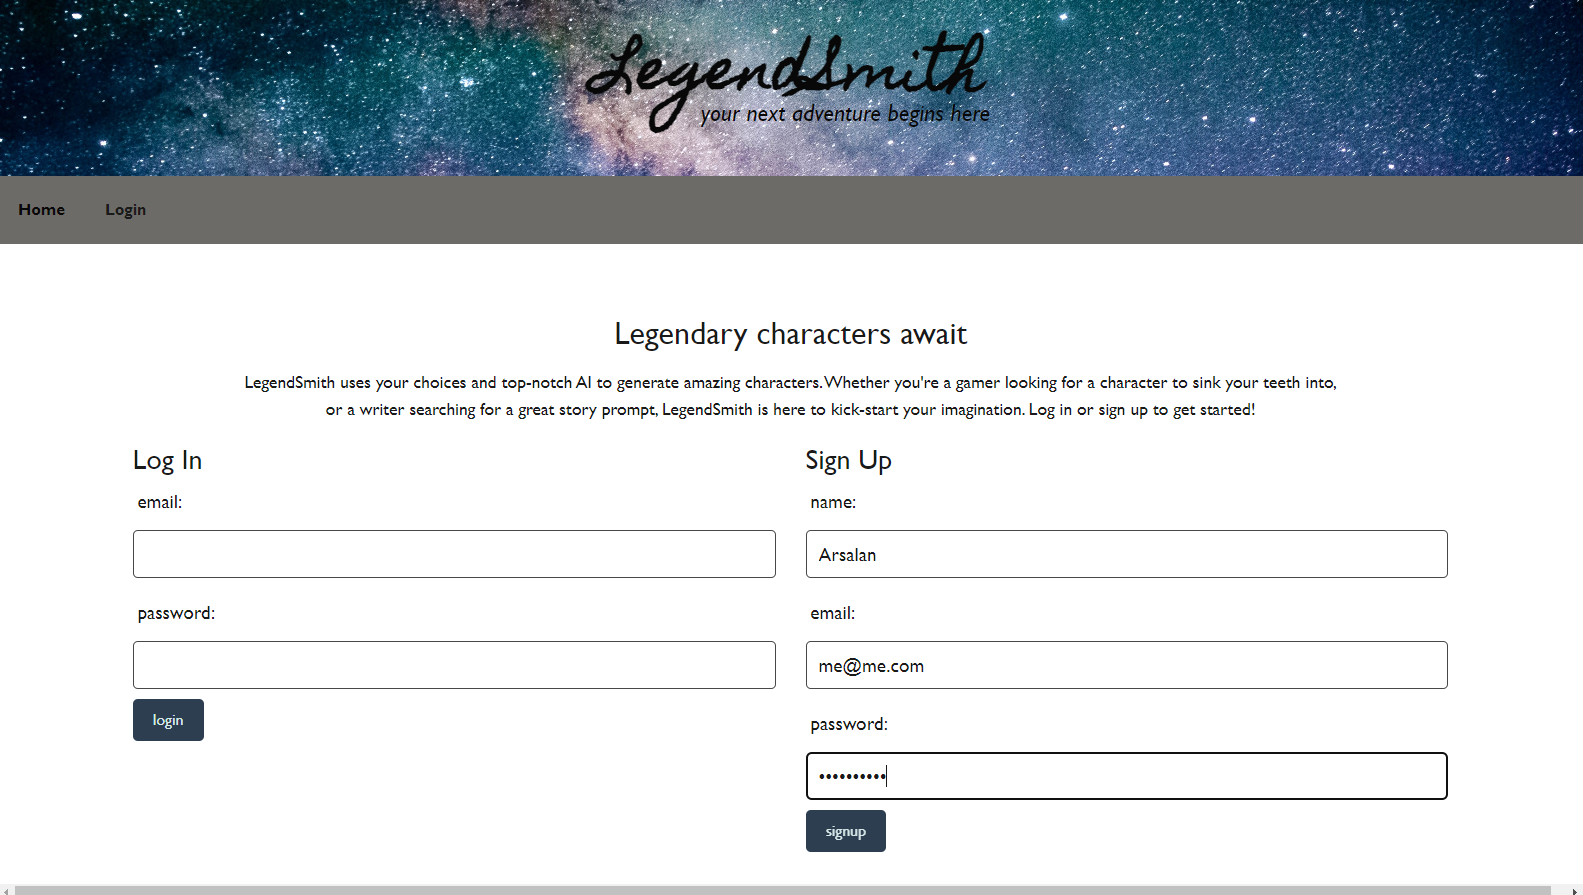 LegendSmith
your next adventure begins here
Home Login
Legendary characters await
LegendSmith uses your choices and top-notch AI to generate amazing characters. Whether you're a gamer looking for a character to sink your teeth into,
or a writer searching for a great story prompt, LegendSmith is here to kick-start your imagination. Log in or sign up to get started!
Log In
email:
password:
login
Sign Up
name:
Arsalan
email:
me@me.com
password:
••••••••••
signup